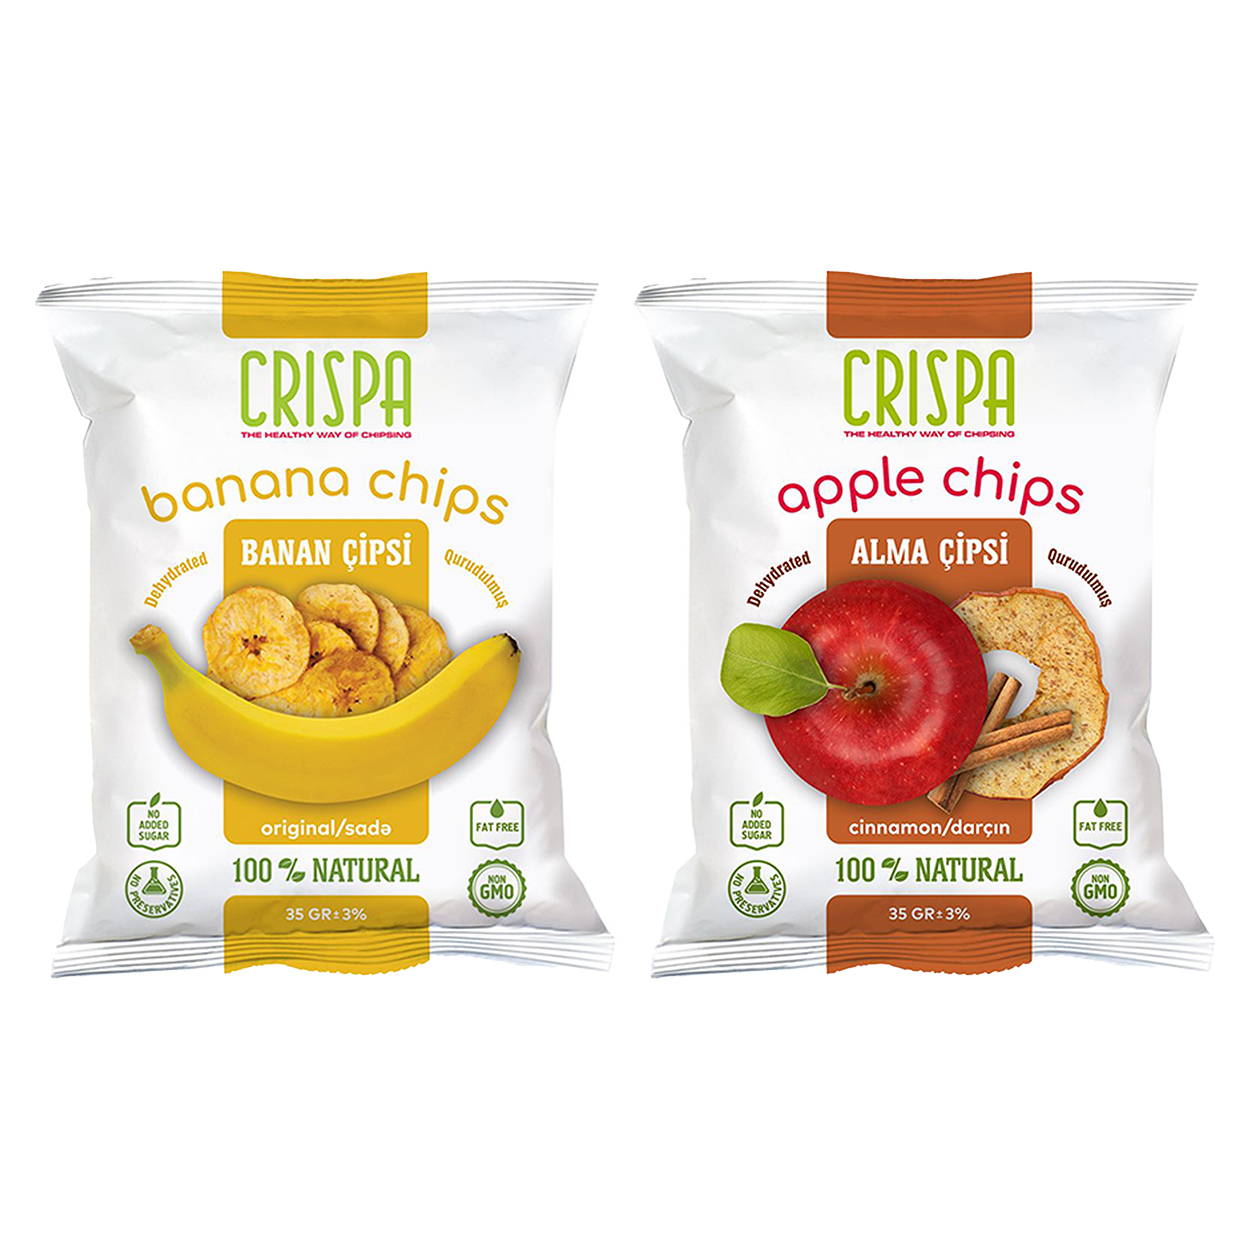 CRISPA
THE HEALTHY WAY OF CHIPSING
banana chips
BANAN ÇİPSİ
Dehydrated
Qurudulmuş
NO
ADDED
SUGAR
original/sadə
FAT FREE
100 % NATURAL
NO PRESERVATIVES
NON
GMO
35 GR±3%
CRISPA
THE HEALTHY WAY OF CHIPSING
apple chips
ALMA ÇİPSİ
Dehydrated
Qurudulmuş
NO
ADDED
SUGAR
cinnamon/darçın
FAT FREE
100 % NATURAL
NO PRESERVATIVES
NON
GMO
35 GR±3%